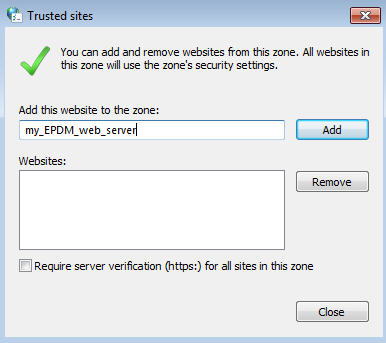 Trusted sites
You can add and remove websites from this zone. All websites in
this zone will use the zone's security settings.
Add this website to the zone:
my_EPDM_web_server
Add
Websites:
Remove
Require server verification (https:) for all sites in this zone
Close